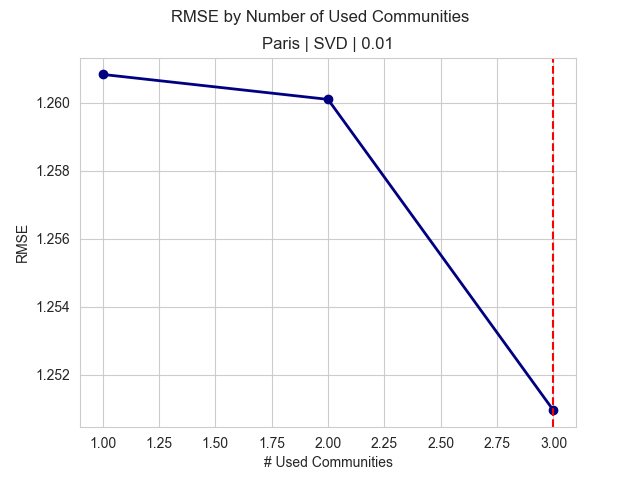 RMSE by Number of Used Communities
Paris | SVD | 0.01
1.260
1.258
1.256
1.254
1.252
RMSE
1.00 1.25 1.50 1.75 2.00 2.25 2.50 2.75 3.00
# Used Communities